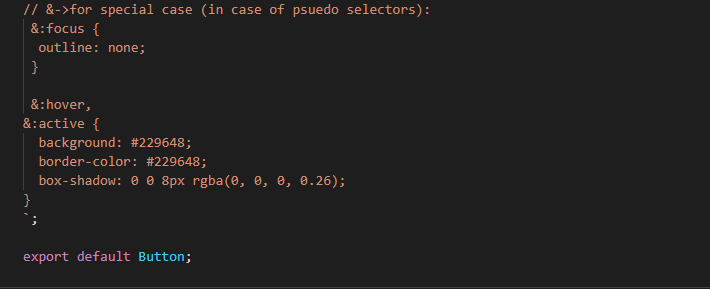 // &->for special case (in case of psuedo selectors):
&:focus {
outline: none;
}
&:hover,
&:active {
background: #229648;
border-color: #229648;
box-shadow: 0 0 8px rgba(0, 0, 0, 0.26);
}
`;
export default Button;